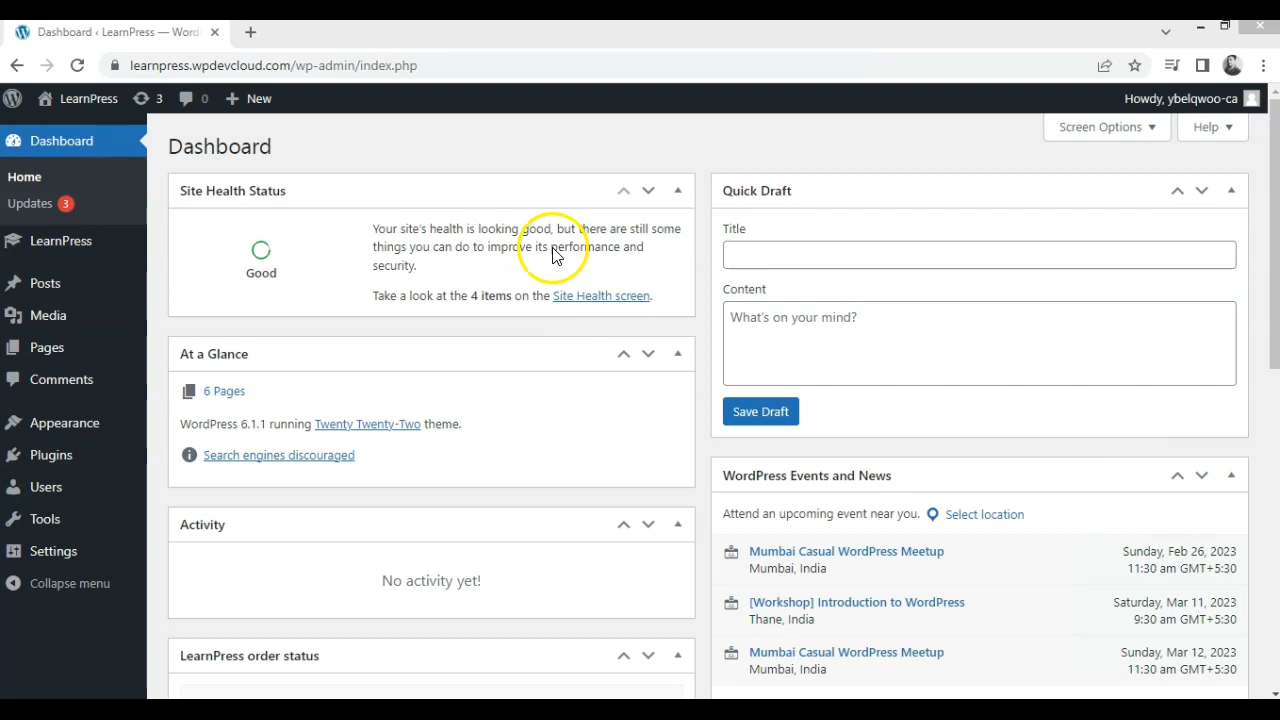 Dashboard ‹ LearnPress — Word
learnpress.wpdevcloud.com/wp-admin/index.php
LearnPress 3 0 New
Howdy, ybelqwoo-ca
Dashboard
Home
Updates 3
LearnPress
Posts
Media
Pages
Comments
Appearance
Plugins
Users
Tools
Settings
Collapse menu
Screen Options
Help
Dashboard
Site Health Status
Good
Your site's health is looking good, but there are still some
things you can do to improve its performance and
security.
Take a look at the 4 items on the Site Health screen.
At a Glance
6 Pages
WordPress 6.1.1 running Twenty Twenty-Two theme.
Search engines discouraged
Activity
No activity yet!
LearnPress order status
Quick Draft
Title
Content
What's on your mind?
Save Draft
WordPress Events and News
Attend an upcoming event near you. Select location
Mumbai Casual WordPress Meetup
Mumbai, India
Sunday, Feb 26, 2023
11:30 am GMT+5:30
[Workshop] Introduction to WordPress
Thane, India
Saturday, Mar 11, 2023
9:30 am GMT+5:30
Mumbai Casual WordPress Meetup
Mumbai, India
Sunday, Mar 12, 2023
11:30 am GMT+5:30